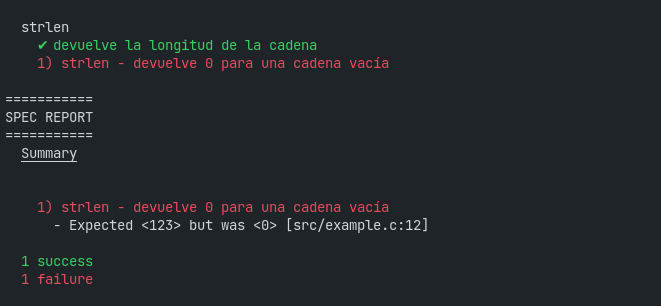 strlen
✔ devuelve la longitud de la cadena
1) strlen - devuelve 0 para una cadena vacía
===========
SPEC REPORT
===========
Summary
1) strlen - devuelve 0 para una cadena vacía
- Expected <123> but was <0> [src/example.c:12]
1 success
1 failure